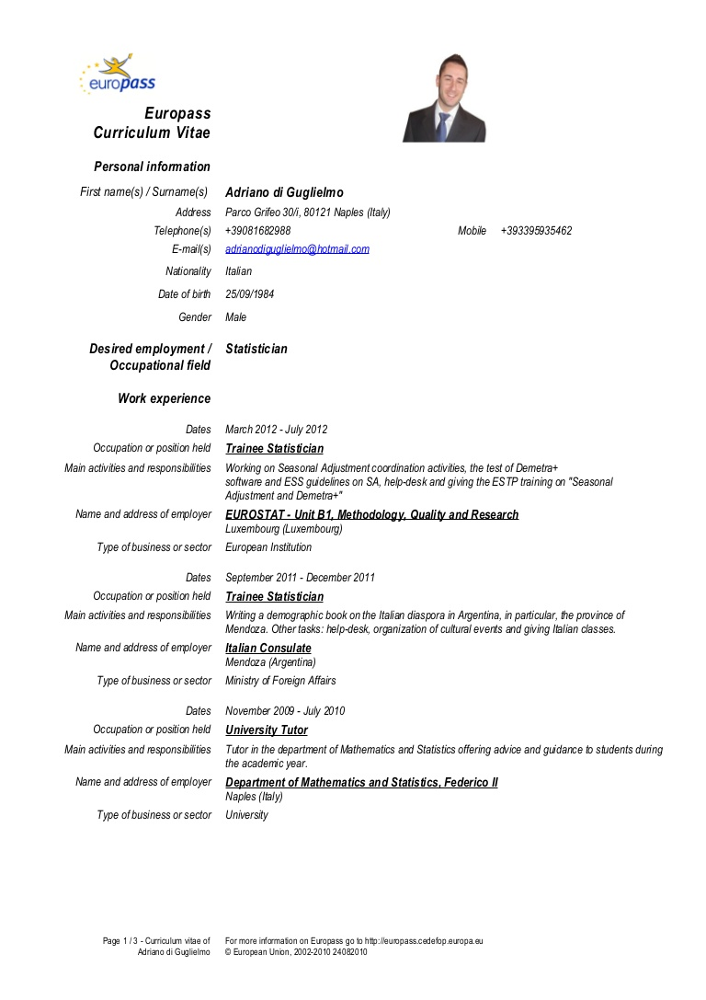 europass
Europass
Curriculum Vitae
Personal information
First name(s) / Surname(s) Adriano di Guglielmo
Address Parco Grifeo 30/i, 80121 Naples (Italy)
Telephone(s) +39081682988 Mobile +393395935462
E-mail(s) adrianodiguglielmo@hotmail.com
Nationality Italian
Date of birth 25/09/1984
Gender Male
Desired employment / Statistician
Occupational field
Work experience
Dates March 2012 - July 2012
Occupation or position held Trainee Statistician
Main activities and responsibilities Working on Seasonal Adjustment coordination activities, the test of Demetra+
software and ESS guidelines on SA, help-desk and giving the ESTP training on "Seasonal
Adjustment and Demetra+"
Name and address of employer EUROSTAT - Unit B1, Methodology, Quality and Research
Luxembourg (Luxembourg)
Type of business or sector European Institution
Dates September 2011 - December 2011
Occupation or position held Trainee Statistician
Main activities and responsibilities Writing a demographic book on the Italian diaspora in Argentina, in particular, the province of
Mendoza. Other tasks: help-desk, organization of cultural events and giving Italian classes.
Name and address of employer Italian Consulate
Mendoza (Argentina)
Type of business or sector Ministry of Foreign Affairs
Dates November 2009 - July 2010
Occupation or position held University Tutor
Main activities and responsibilities Tutor in the department of Mathematics and Statistics offering advice and guidance to students during
the academic year.
Name and address of employer Department of Mathematics and Statistics, Federico II
Naples (Italy)
Type of business or sector University
Page 1 / 3 - Curriculum vitae of For more information on Europass go to http://europass.cedefop.europa.eu
Adriano di Guglielmo © European Union, 2002-2010 24082010